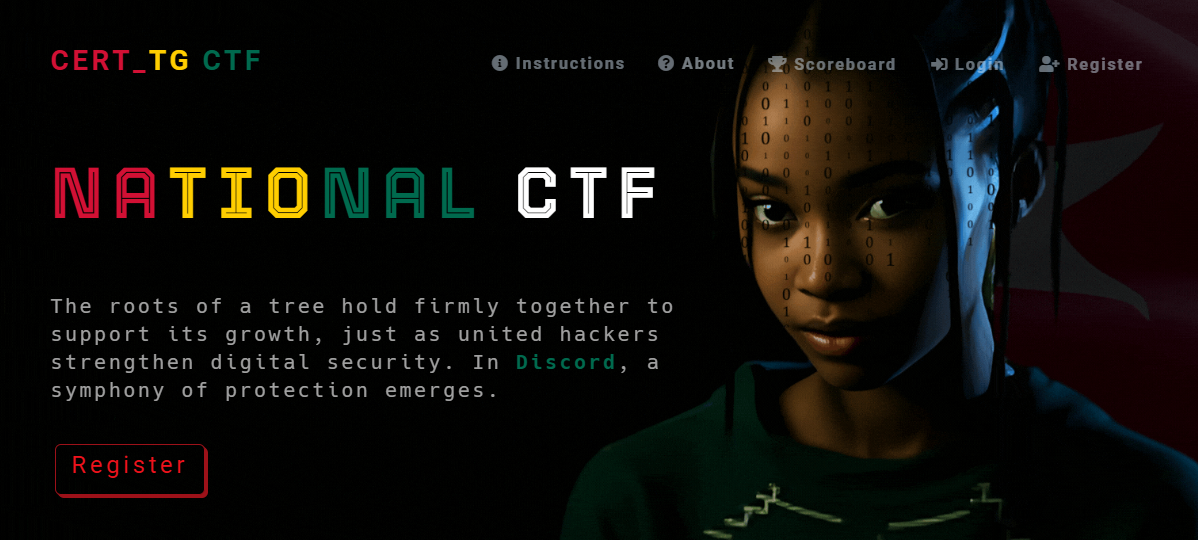 CERT_TG CTF
Instructions About Scoreboard Login Register
NATIONAL CTF
The roots of a tree hold firmly together to
support its growth, just as united hackers
strengthen digital security. In Discord, a
symphony of protection emerges.
Register